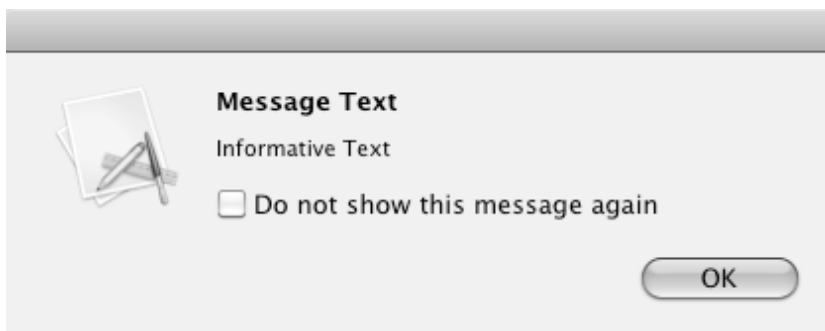 Message Text
Informative Text
Do not show this message again
OK